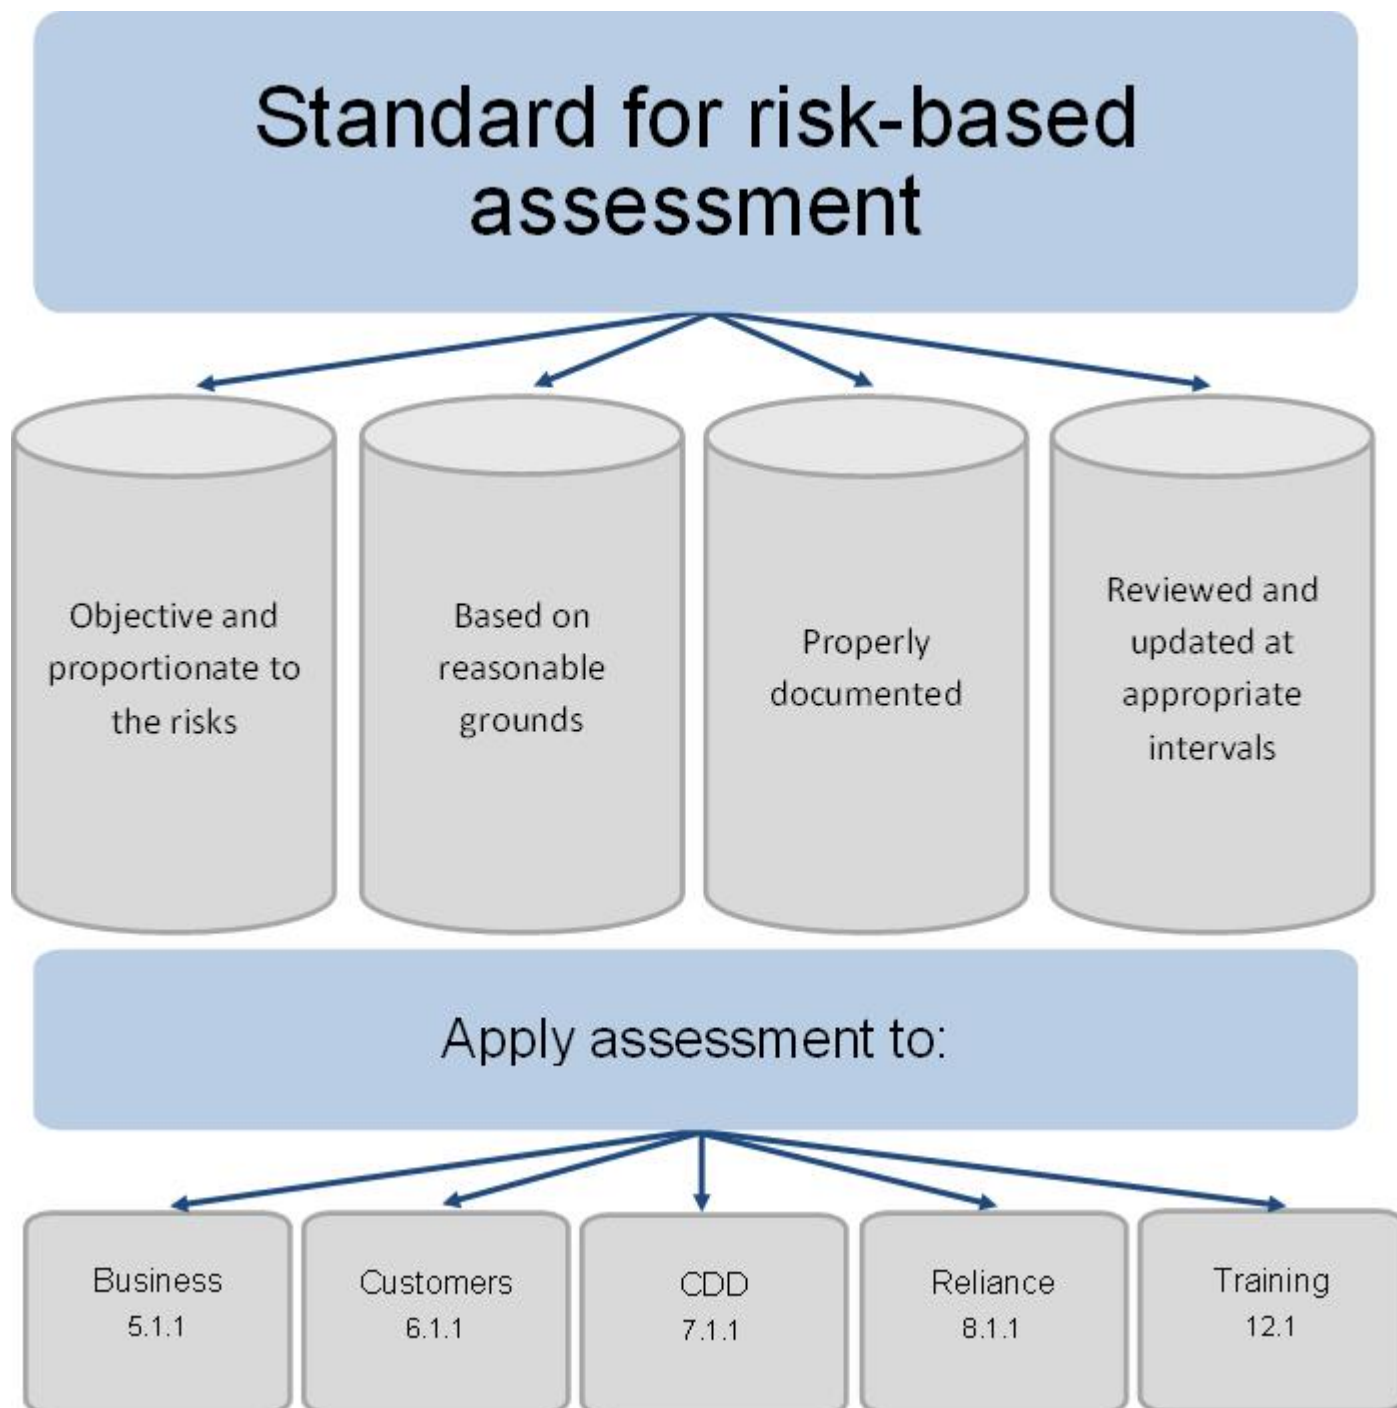 Standard for risk-based
assessment
Objective and
proportionate to
the risks
Based on
reasonable
grounds
Properly
documented
Reviewed and
updated at
appropriate
intervals
Apply assessment to:
Business
5.1.1
Customers
6.1.1
CDD
7.1.1
Reliance
8.1.1
Training
12.1